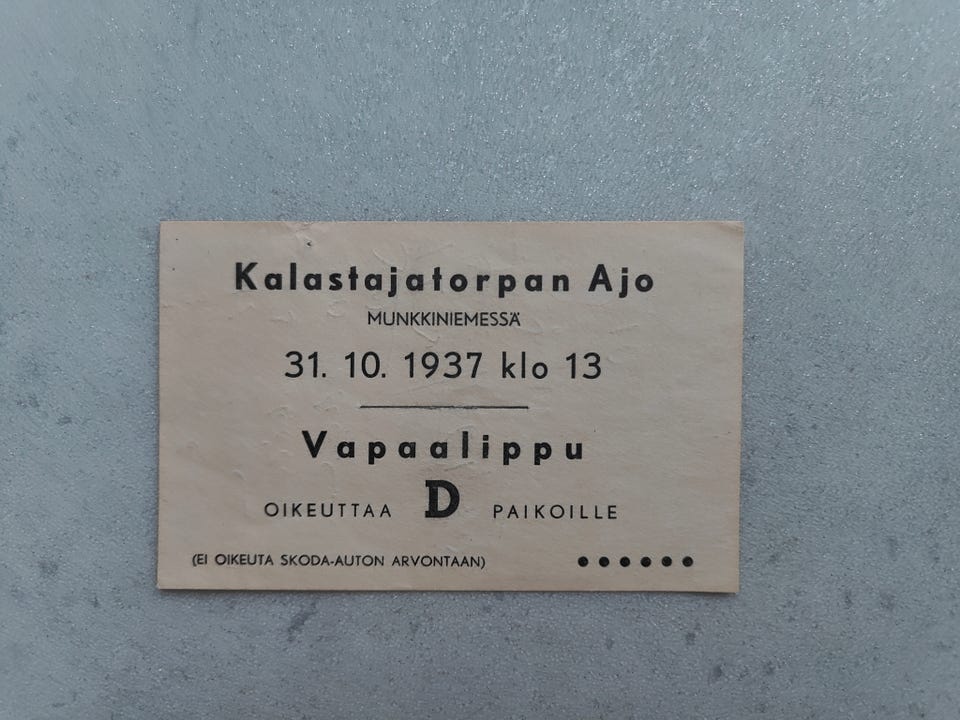 Kalastajatorpan Ajo
MUNKKINIEMESSÄ
31. 10. 1937 klo 13
Vapaalippu
OIKEUTTAA D PAIKOILLE
(EI OIKEUTA SKODA-AUTON ARVONTAAN) ● ● ● ● ● ●